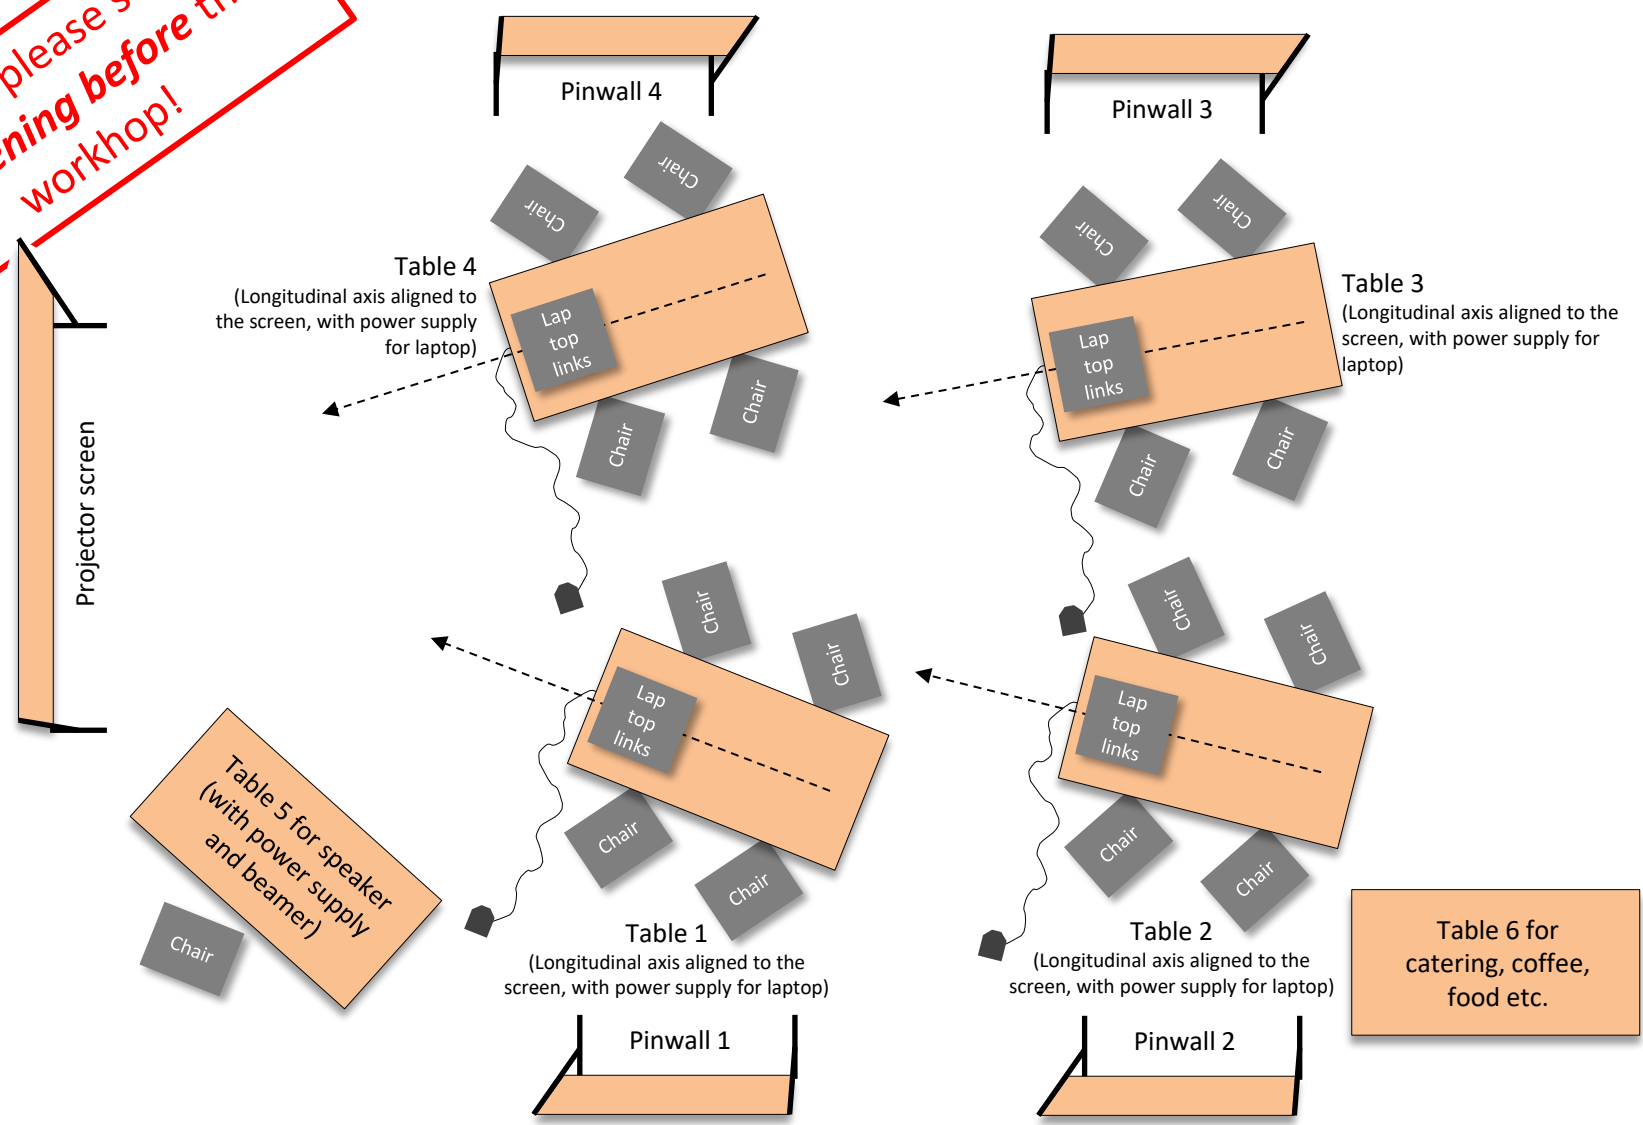 please
ening before
workhop!
Pinwall 4
Pinwall 3
Chair
Chair
Chair
Chair
Table 4
(Longitudinal axis aligned to
the screen, with power supply
for laptop)
Lap
top
links
Chair
Chair
Table 3
(Longitudinal axis aligned to the
screen, with power supply for
laptop)
Lap
top
links
Chair
Chair
Projector screen
Chair
Chair
Lap
top
links
Chair
Chair
Table 1
(Longitudinal axis aligned to the
screen, with power supply for laptop)
Chair
Chair
Lap
top
links
Chair
Chair
Table 2
(Longitudinal axis aligned to the
screen, with power supply for laptop)
Table 5 for speaker
(with power supply
and beamer)
Chair
Table 6 for
catering, coffee,
food etc.
Pinwall 1
Pinwall 2